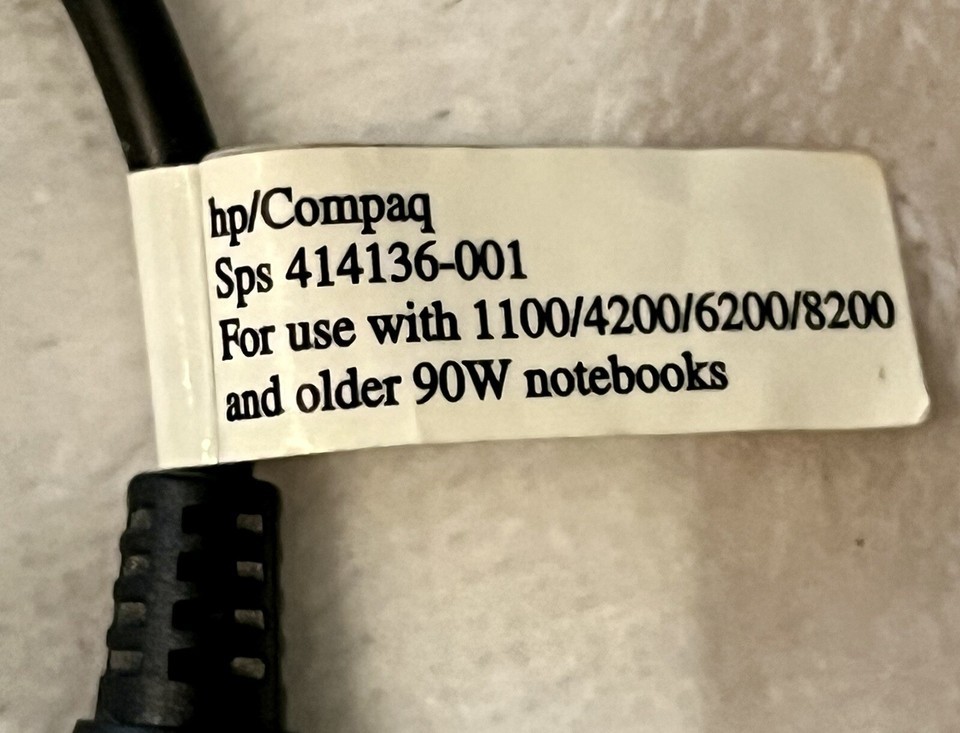 hp/Compaq
Sps 414136-001
For use with 1100/4200/6200/8200
and older 90W notebooks